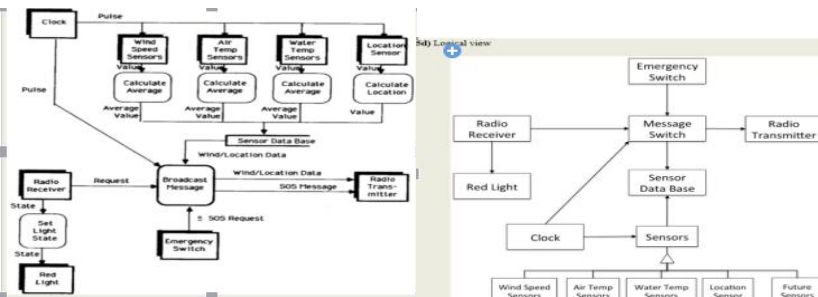 Clock
Pulse
Wind
Speed
Sensors
Air
Temp
Sensors
Water
Temp
Sensors
Location
Sensor
Value
Value
Value
Value
Pulse
Calculate
Average
Calculate
Average
Calculate
Average
Calculate
Location
Average
Value
Average
Value
Average
Value
Value
Sensor Data Base
Wind/Location Data
Radio
Receiver
Request
Broadcast
Message
Wind/Location Data
SOS Message
Radio
Trans-
mitter
State
Set
Light
State
SOS Request
Emergency
Switch
State
Red
Light
5d) Logical view
Emergency
Switch
Radio
Receiver
Message
Switch
Radio
Transmitter
Red Light
Sensor
Data Base
Clock
Sensors
Wind Speed
Sensors
Air Temp
Sensors
Water Temp
Sensors
Location
Sensor
Future
Sensors